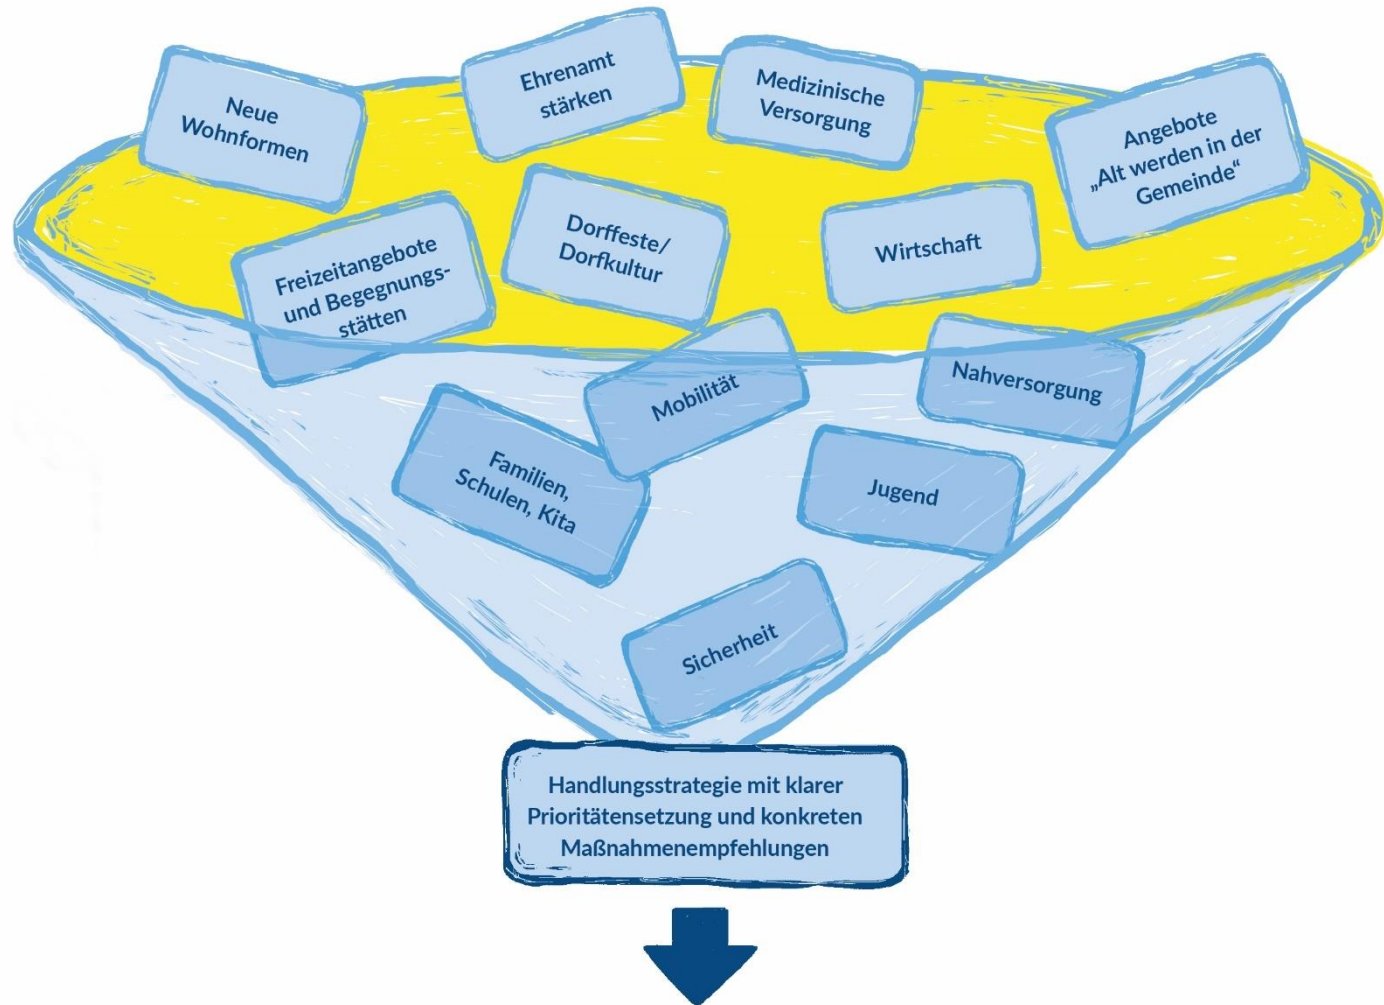 Neue
Wohnformen
Ehrenamt
stärken
Medizinische
Versorgung
Angebote
„Alt werden in der
Gemeinde“
Freizeitangebote
und Begegnungs-
stätten
Dorffeste/
Dorfkultur
Wirtschaft
Mobilität
Nahversorgung
Familien,
Schulen, Kita
Jugend
Sicherheit
Handlungsstrategie mit klarer
Prioritätensetzung und konkreten
Maßnahmenempfehlungen